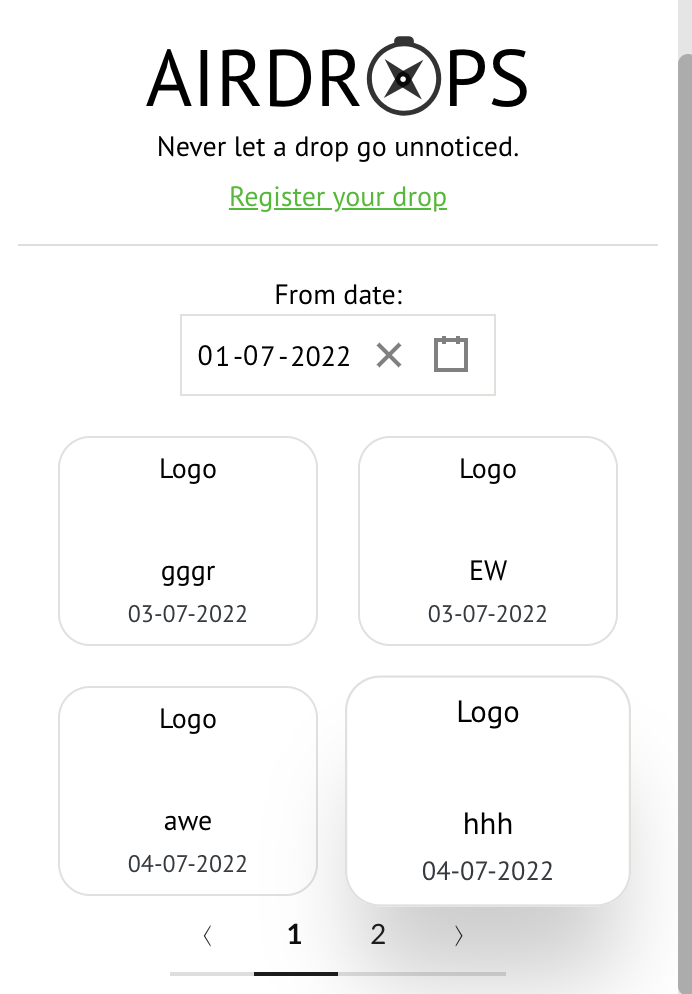 AIRDROPS
Never let a drop go unnoticed.
Register your drop
From date:
01-07-2022
Logo
gggr
03-07-2022
Logo
EW
03-07-2022
Logo
awe
04-07-2022
Logo
hhh
04-07-2022
〈 1 2 〉